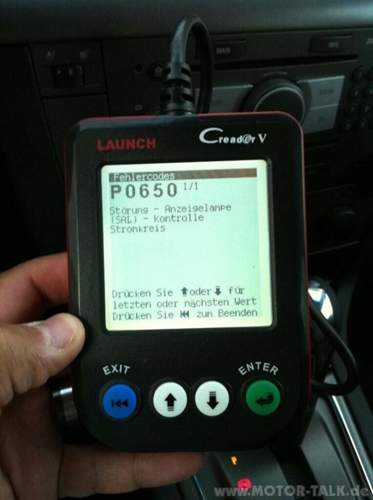 LAUNCH
Creader V
Fehlercodes
P0650 1/1
Störung - Anzeigelampe
(SAL) - Kontrolle
Stromkreis
Drücken Sie ⬆oder⬇ für
letzten oder nächsten Wert
Drücken Sie ⏮ zum Beenden
EXIT
ENTER
www.MOTOR-TALK.de